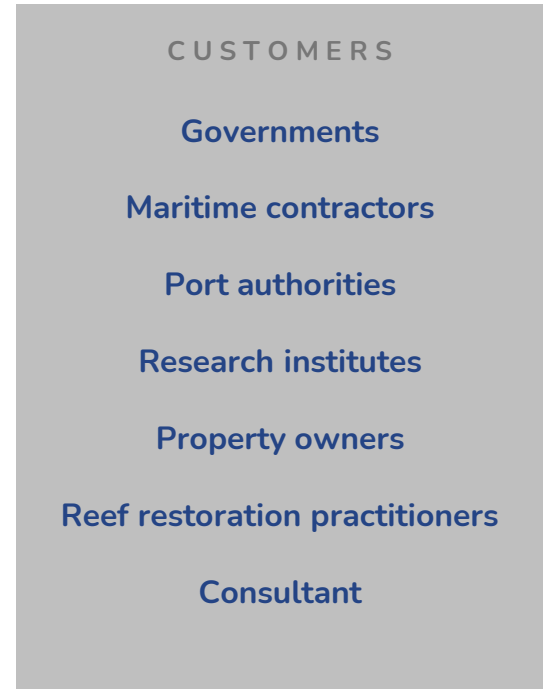 CUSTOMERS
Governments
Maritime contractors
Port authorities
Research institutes
Property owners
Reef restoration practitioners
Consultant